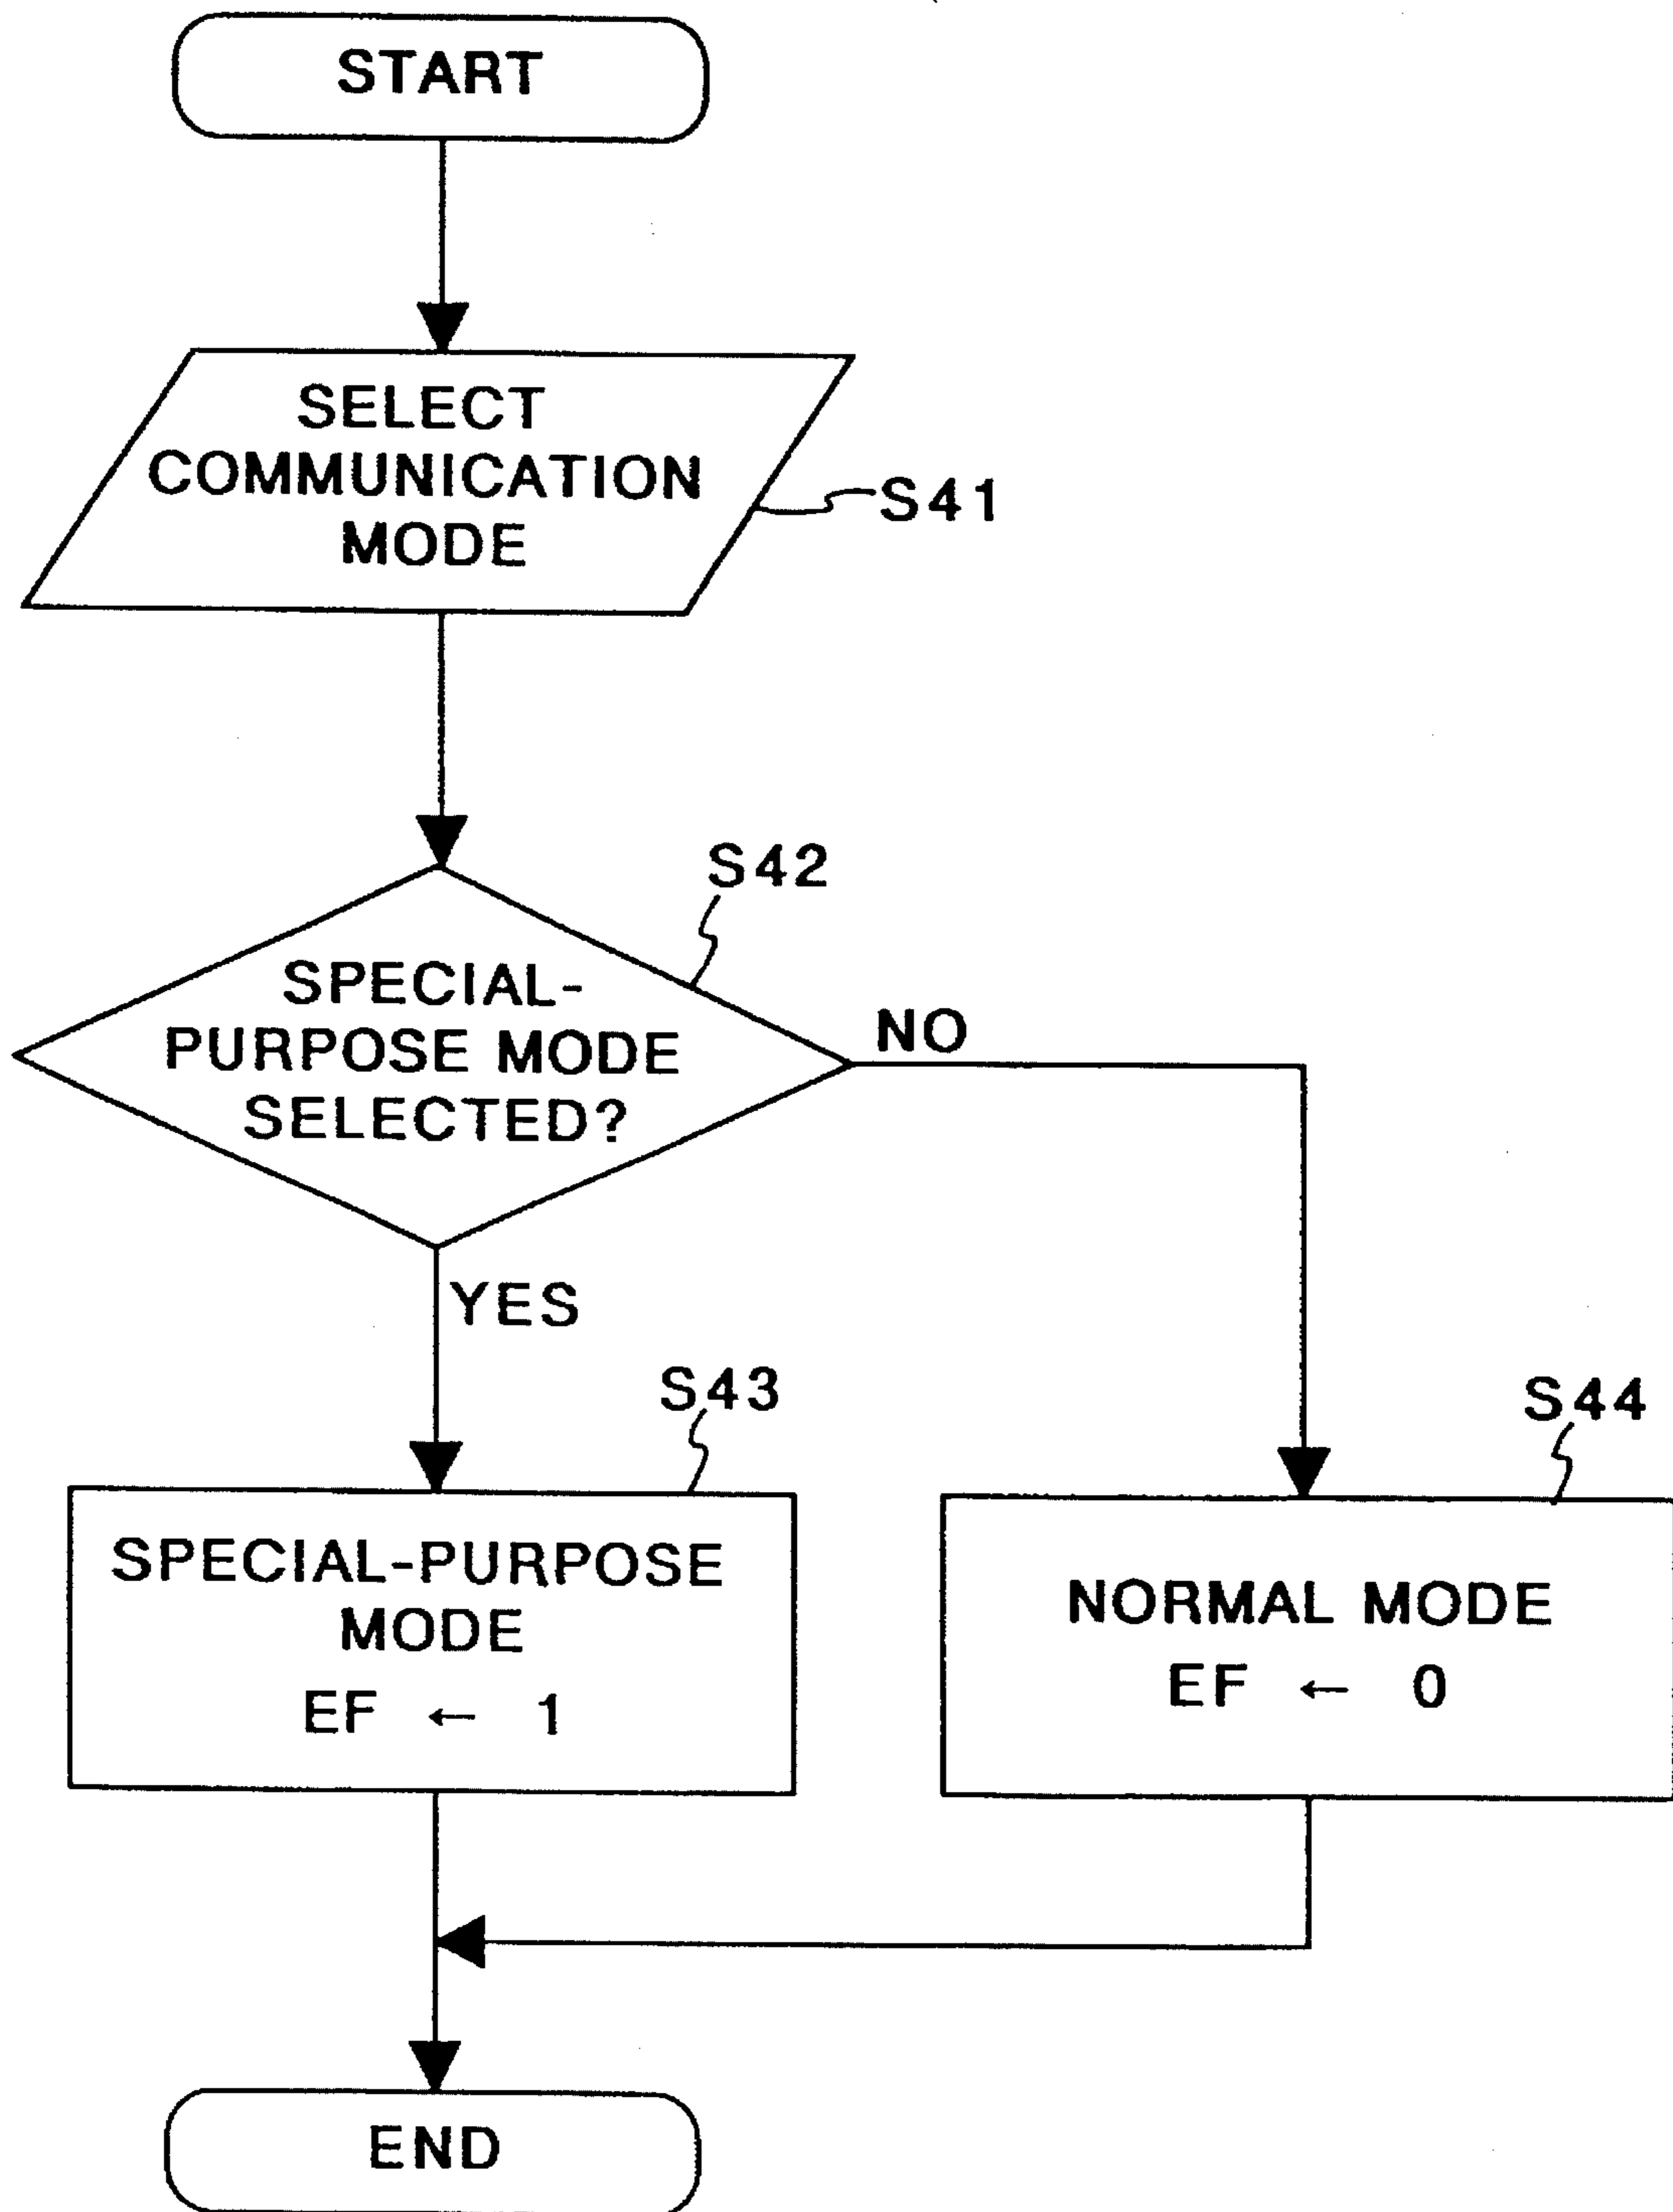 START
SELECT
COMMUNICATION
MODE
S41
S42
SPECIAL-
PURPOSE MODE
SELECTED?
NO
YES
S43
SPECIAL-PURPOSE
MODE
EF ← 1
S44
NORMAL MODE
EF ← 0
END